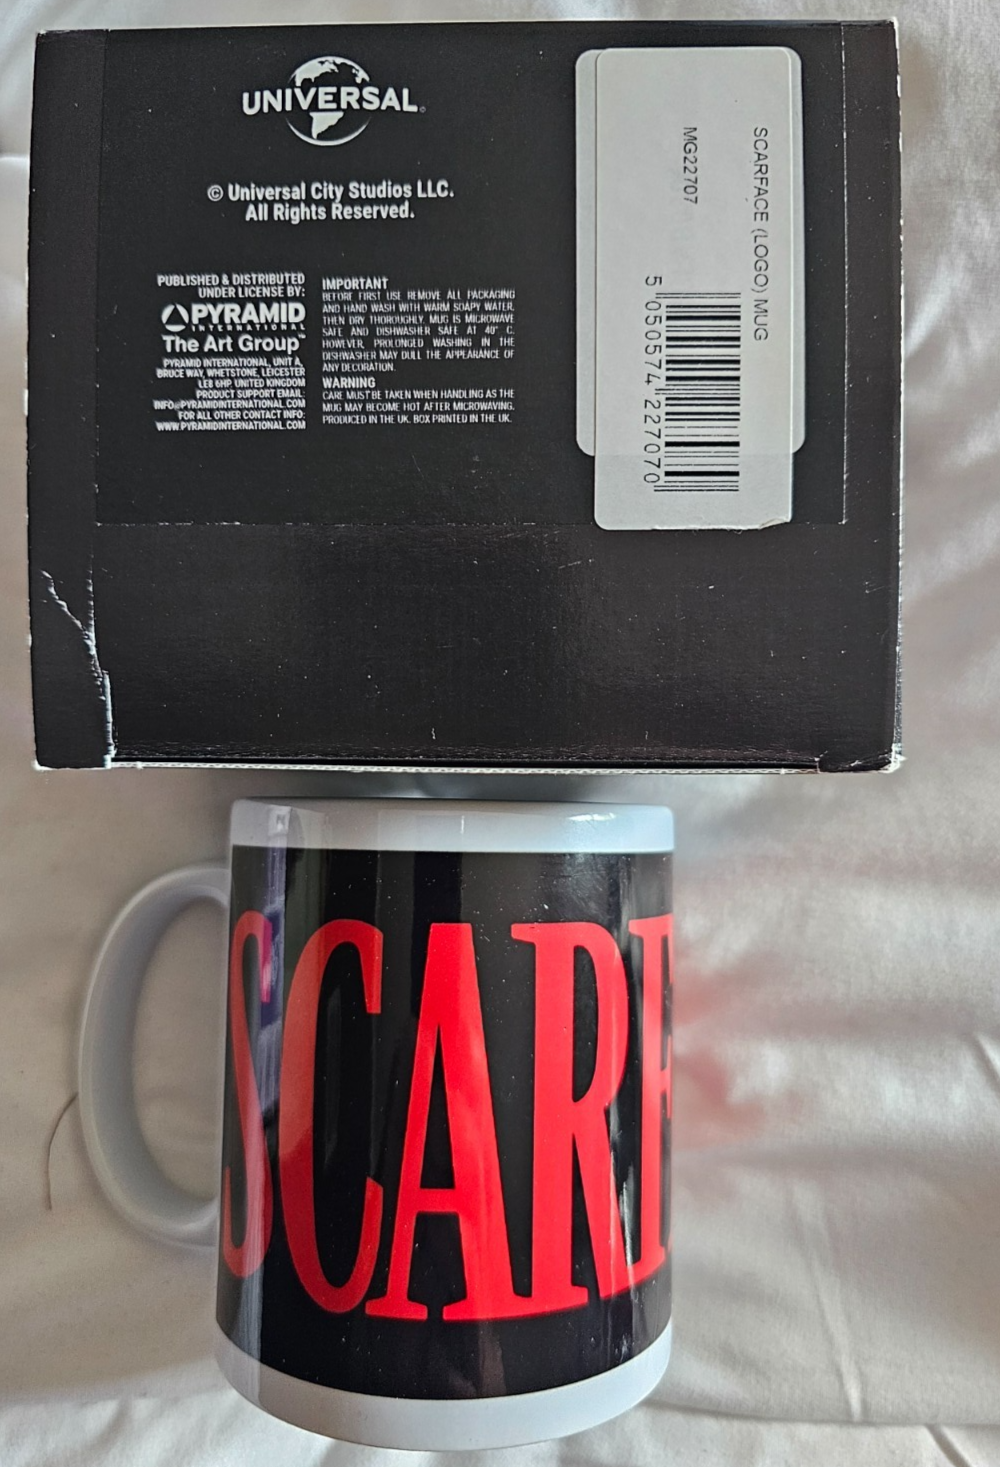 UNIVERSAL
© Universal City Studios LLC.
All Rights Reserved.
PUBLISHED & DISTRIBUTED
UNDER LICENSE BY:
PYRAMID
INTERNATIONAL
The Art Group™
PYRAMID INTERNATIONAL, UNIT A,
BRUCE WAY, WHETSTONE, LEICESTER
LE8 6HP UNITED KINGDOM
PRODUCT SUPPORT EMAIL:
INFO@PYRAMIDINTERNATIONAL.COM
FOR ALL OTHER CONTACT INFO:
WWW.PYRAMIDINTERNATIONAL.COM
IMPORTANT
BEFORE FIRST USE REMOVE ALL PACKAGING
AND HAND WASH WITH WARM SOAPY WATER,
THEN DRY THOROUGHLY. MUG IS MICROWAVE
SAFE AND DISHWASHER SAFE AT 40° C.
HOWEVER, PROLONGED WASHING IN THE
DISHWASHER MAY DULL THE APPEARANCE OF
ANY DECORATION.
WARNING
CARE MUST BE TAKEN WHEN HANDLING AS THE
MUG MAY BECOME HOT AFTER MICROWAVING.
PRODUCED IN THE UK. BOX PRINTED IN THE UK.
SCARFACE (LOGO) MUG
MG22707
5 050574 227070
SCARF